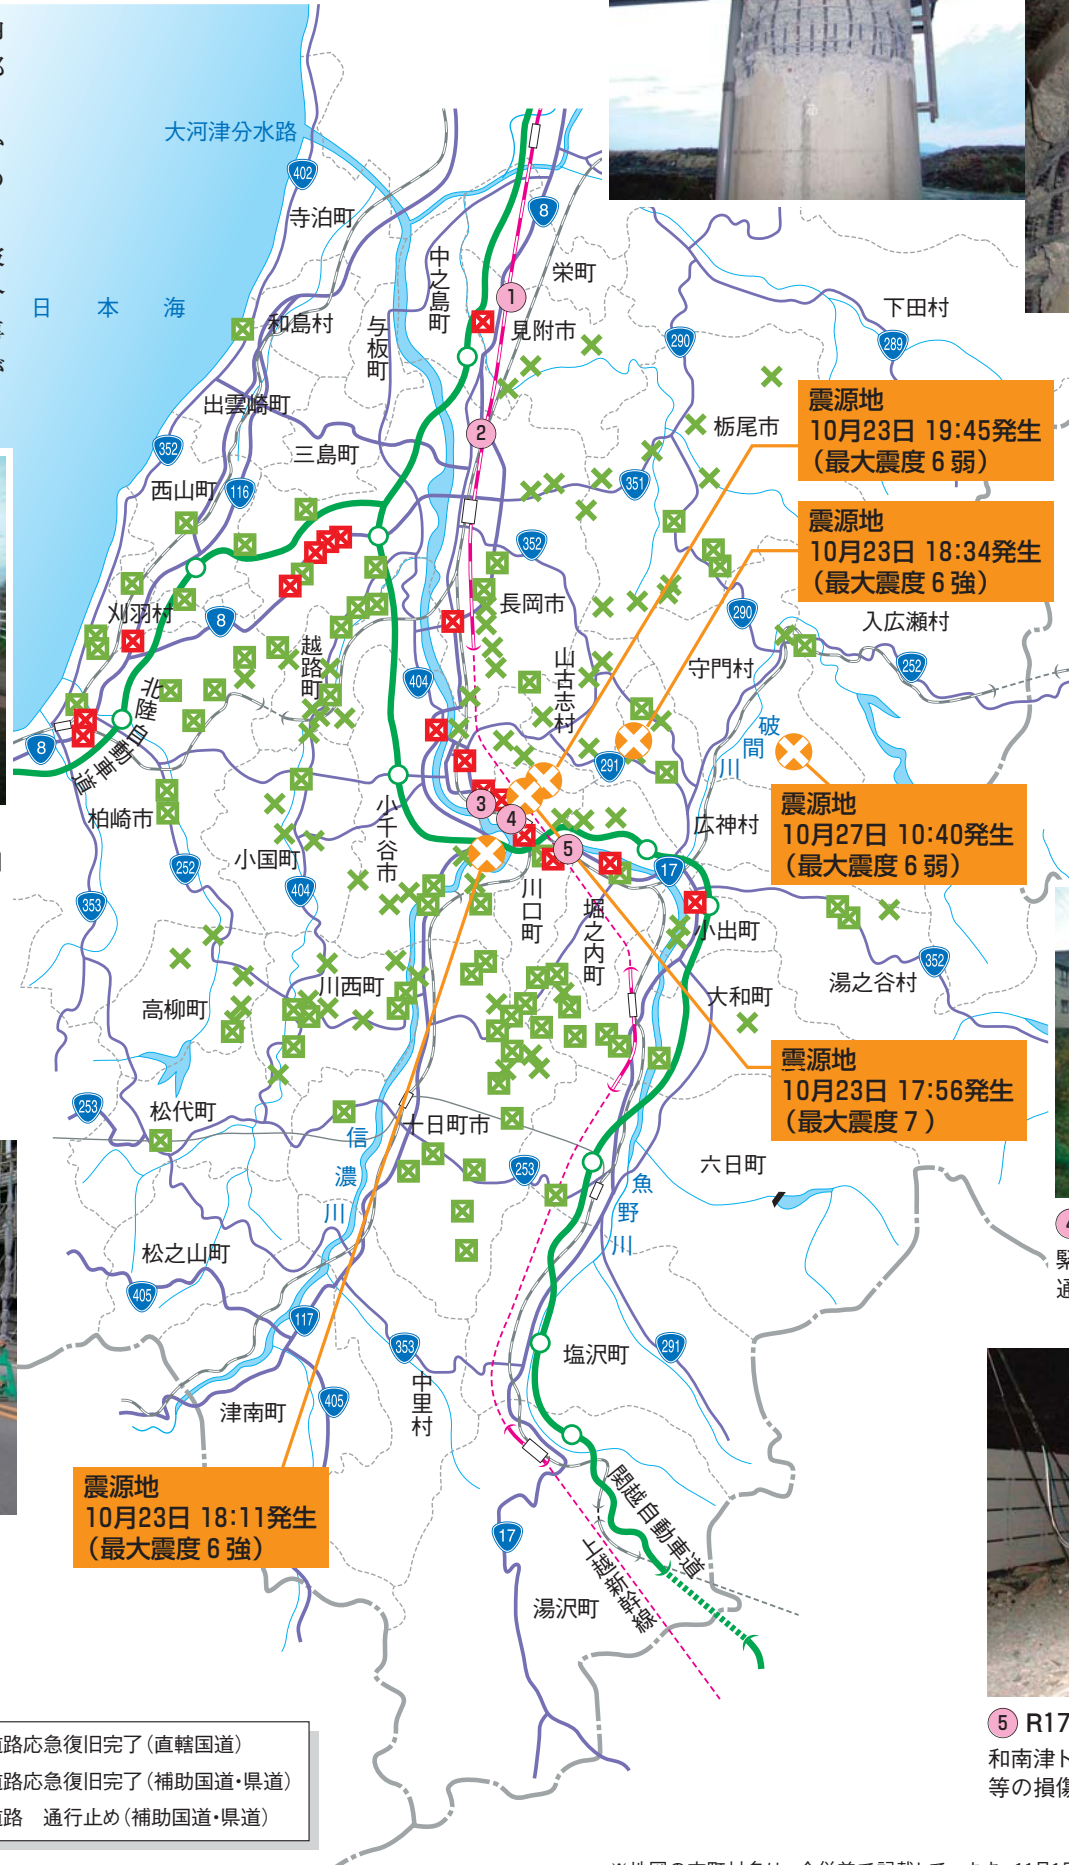 大河津分水路
402
寺泊町
8
中之島町
栄町
日本海
和島村
与板町
1
見附市
下田村
290
289
出雲崎町
2
栃尾市
震源地
10月23日 19:45発生
(最大震度6弱)
352
三島町
西山町
116
351
震源地
10月23日 18:34発生
(最大震度6強)
352
刈羽村
8
長岡市
290
入広瀬村
越路町
山古志村
守門村
252
404
北陸自動車道
8
破間川
291
震源地
10月27日 10:40発生
(最大震度6弱)
柏崎市
3
4
5
小千谷市
広神村
小国町
252
404
17
353
川口町
堀之内町
小出町
352
湯之谷村
川西町
高柳町
大和町
震源地
10月23日 17:56発生
(最大震度7)
253
松代町
十日町市
信濃川
253
六日町
魚野川
松之山町
405
117
353
291
塩沢町
405
津南町
中里村
震源地
10月23日 18:11発生
(最大震度6強)
関越自動車道
17
上越新幹線
湯沢町
5 R17
和南津ト
等の損傷
路応急復旧完了(直轄国道)
路応急復旧完了(補助国道・県道)
路 通行止め(補助国道・県道)